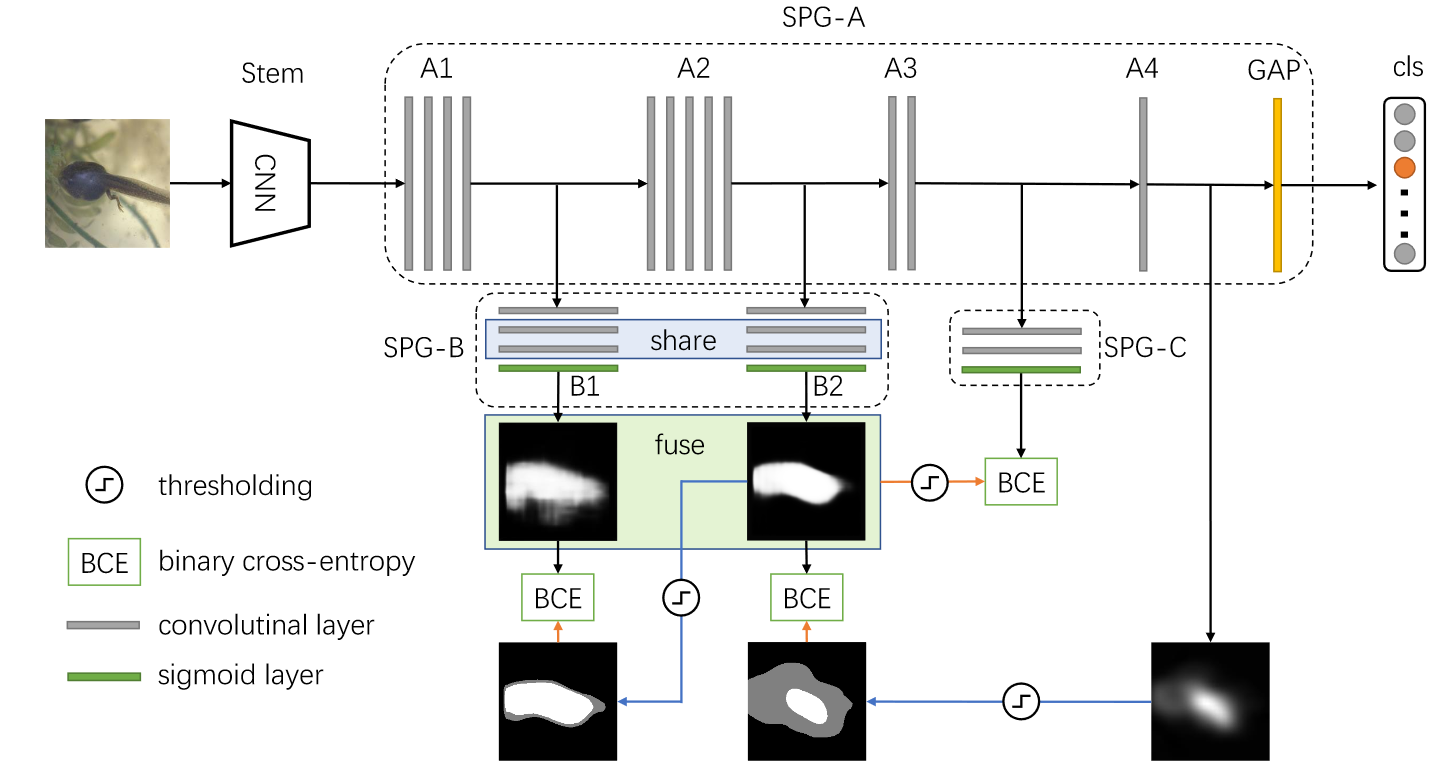 SPG-A
Stem
A1
A2
A3
A4
GAP
cls
CNN
SPG-B
share
SPG-C
B1
B2
fuse
thresholding
BCE
BCE
binary cross-entropy
BCE
BCE
convolutinal layer
sigmoid layer